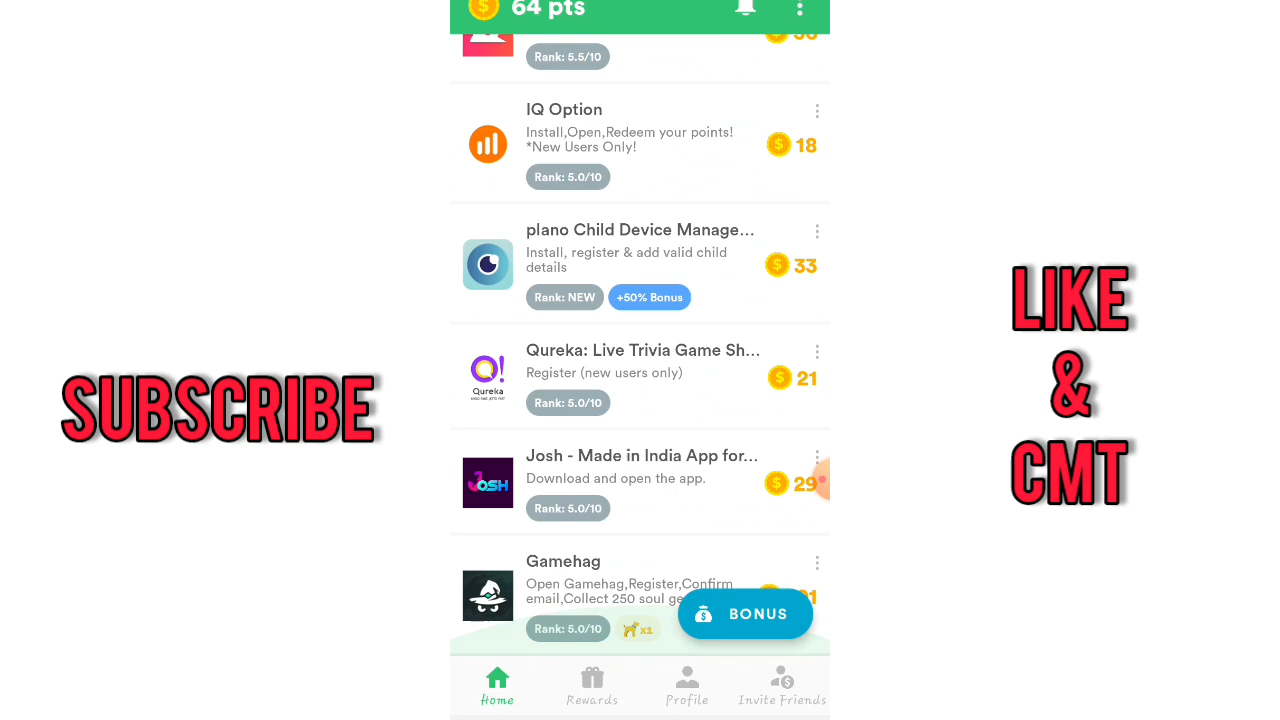 64 pts
Rank: 5.5/10
IQ Option
Install,Open,Redeem your points!
*New Users Only!
18
Rank: 5.0/10
plano Child Device Manage...
Install, register & add valid child
details
33
Rank: NEW
+50% Bonus
Qureka: Live Trivia Game Sh...
Register (new users only)
21
Qureka
Rank: 5.0/10
Josh - Made in India App for...
Download and open the app.
29
JOSH
Rank: 5.0/10
Gamehag
Open Gamehag,Register,Confirm
email,Collect 250 soul
Rank: 5.0/10
x1
BONUS
Home
Rewards
Profile
Invite Friends
SUBSCRIBE
LIKE
&
CMT